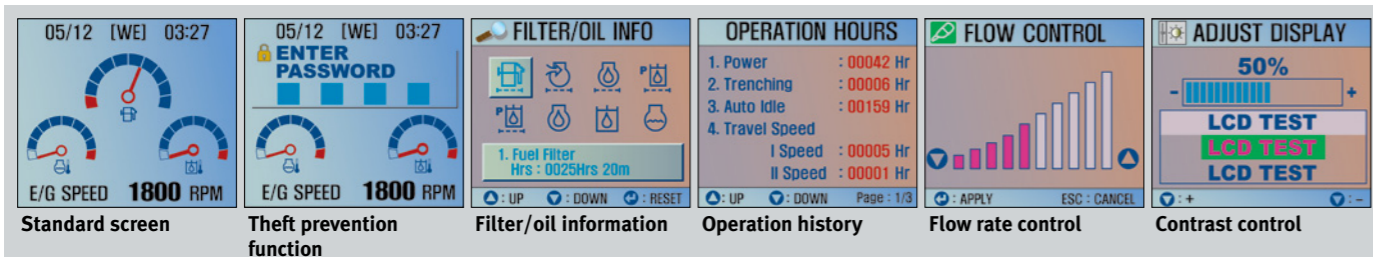 05/12 [WE] 03:27
E/G SPEED 1800 RPM
Standard screen
05/12 [WE] 03:27
ENTER
PASSWORD
E/G SPEED 1800 RPM
Theft prevention
function
FILTER/OIL INFO
P
P
1. Fuel Filter
Hrs : 0025Hrs 20m
: UP : DOWN : RESET
Filter/oil information
OPERATION HOURS
1. Power : 00042 Hr
2. Trenching : 00006 Hr
3. Auto Idle : 00159 Hr
4. Travel Speed
I Speed : 00005 Hr
II Speed : 00001 Hr
: UP : DOWN Page : 1/3
Operation history
FLOW CONTROL
: APPLY ESC : CANCEL
Flow rate control
ADJUST DISPLAY
50%
- +
LCD TEST
LCD TEST
LCD TEST
: + : -
Contrast control